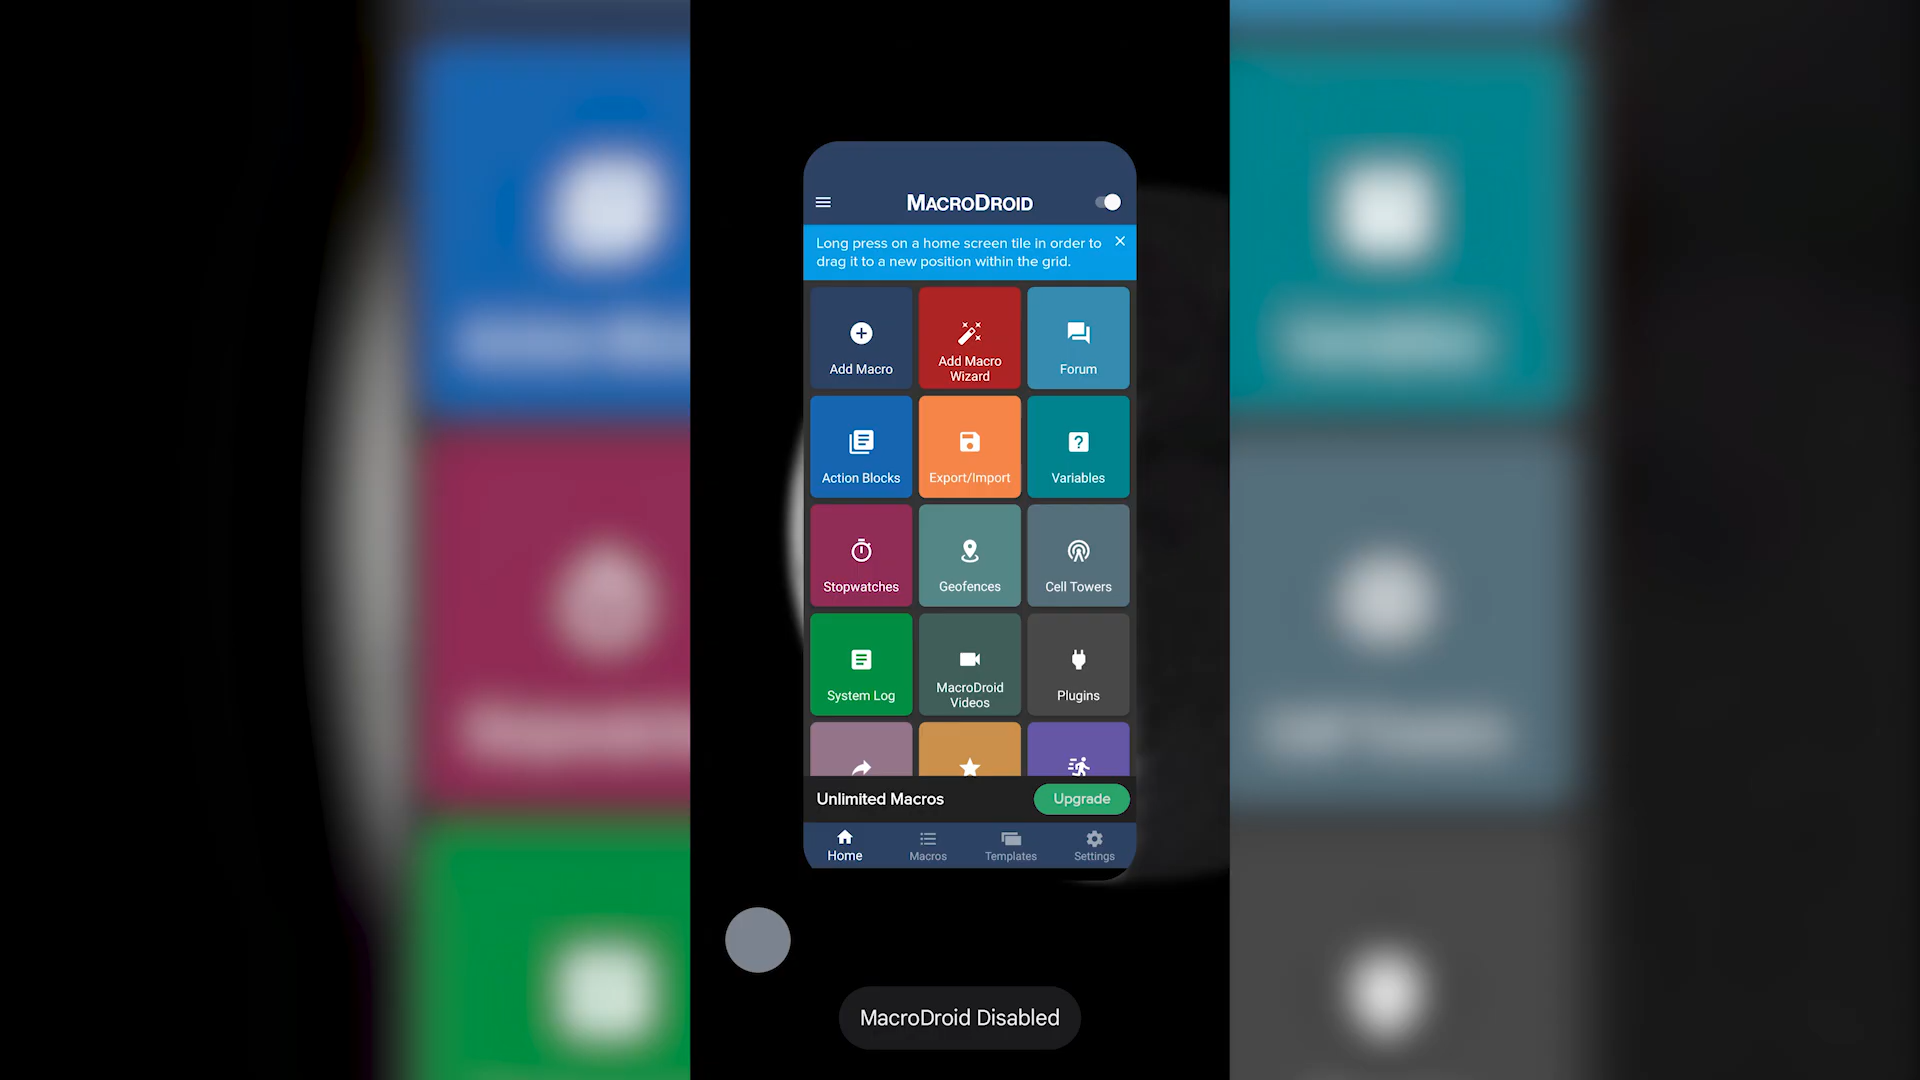 MACRODROID
Long press on a home screen tile in order to
drag it to a new position within the grid.
Add Macro
Add Macro
Wizard
Forum
Action Blocks
Export/Import
Variables
Stopwatches
Geofences
Cell Towers
System Log
MacroDroid
Videos
Plugins
Unlimited Macros
Upgrade
Home
Macros
Templates
Settings
MacroDroid Disabled